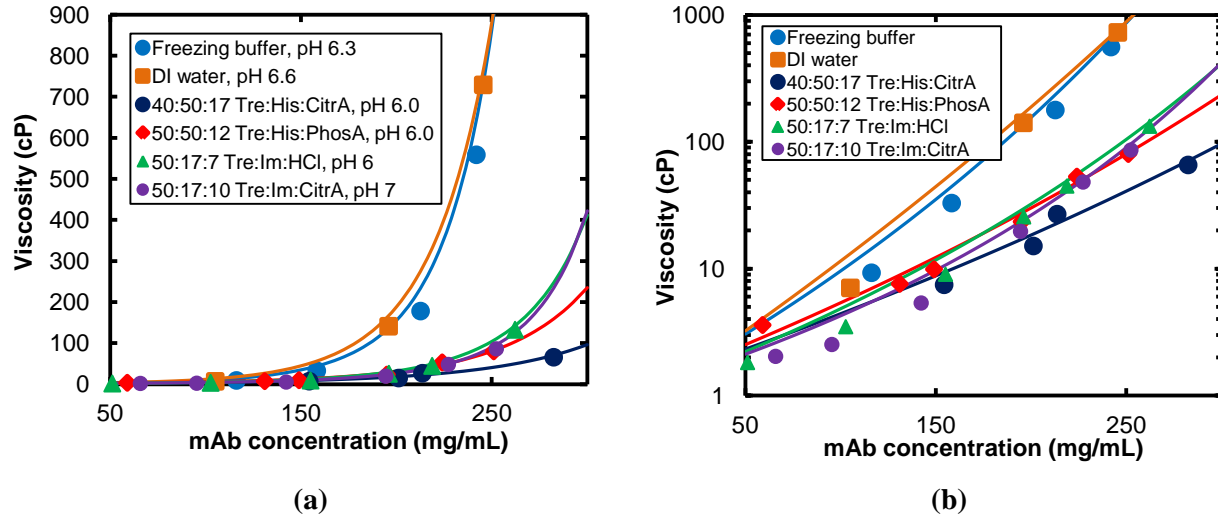 900
800
700
600
500
400
300
200
100
0
Viscosity (cP)
Freezing buffer, pH 6.3
DI water, pH 6.6
40:50:17 Tre:His:CitrA, pH 6.0
50:50:12 Tre:His:PhosA, pH 6.0
50:17:7 Tre:Im:HCl, pH 6
50:17:10 Tre:Im:CitrA, pH 7
50 150 250
mAb concentration (mg/mL)
(a)
1000
100
10
1
Viscosity (cP)
Freezing buffer
DI water
40:50:17 Tre:His:CitrA
50:50:12 Tre:His:PhosA
50:17:7 Tre:Im:HCl
50:17:10 Tre:Im:CitrA
50 150 250
mAb concentration (mg/mL)
(b)